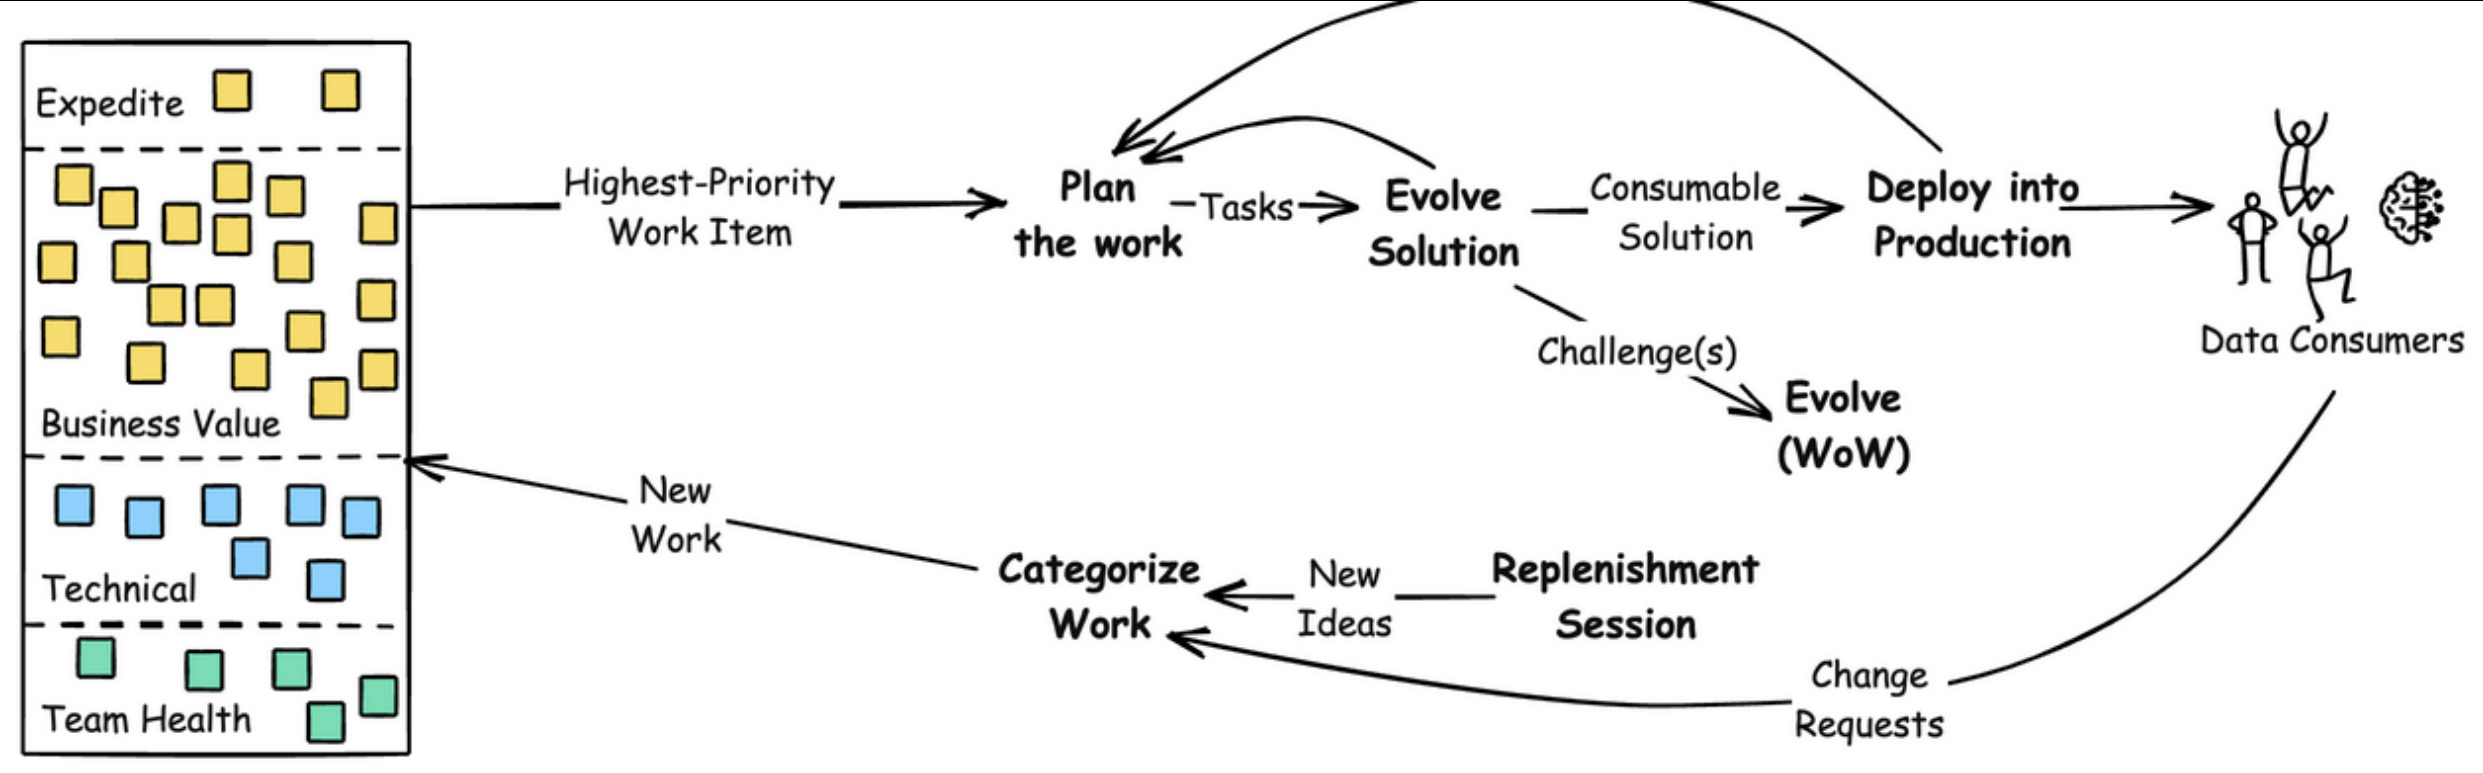 Expedite
Business Value
Technical
Team Health
Highest-Priority
Work Item
Plan
the work
Tasks
Evolve
Solution
Consumable
Solution
Deploy into
Production
Data Consumers
Challenge(s)
Evolve
(WoW)
New
Work
Categorize
Work
New
Ideas
Replenishment
Session
Change
Requests